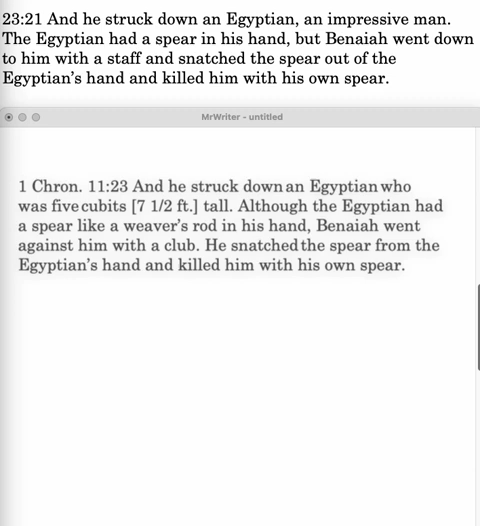 23:21 And he struck down an Egyptian, an impressive man.
The Egyptian had a spear in his hand, but Benaiah went down
to him with a staff and snatched the spear out of the
Egyptian’s hand and killed him with his own spear.
MrWriter - untitled
1 Chron. 11:23 And he struck down an Egyptian who
was five cubits [7 1/2 ft.] tall. Although the Egyptian had
a spear like a weaver’s rod in his hand, Benaiah went
against him with a club. He snatched the spear from the
Egyptian’s hand and killed him with his own spear.